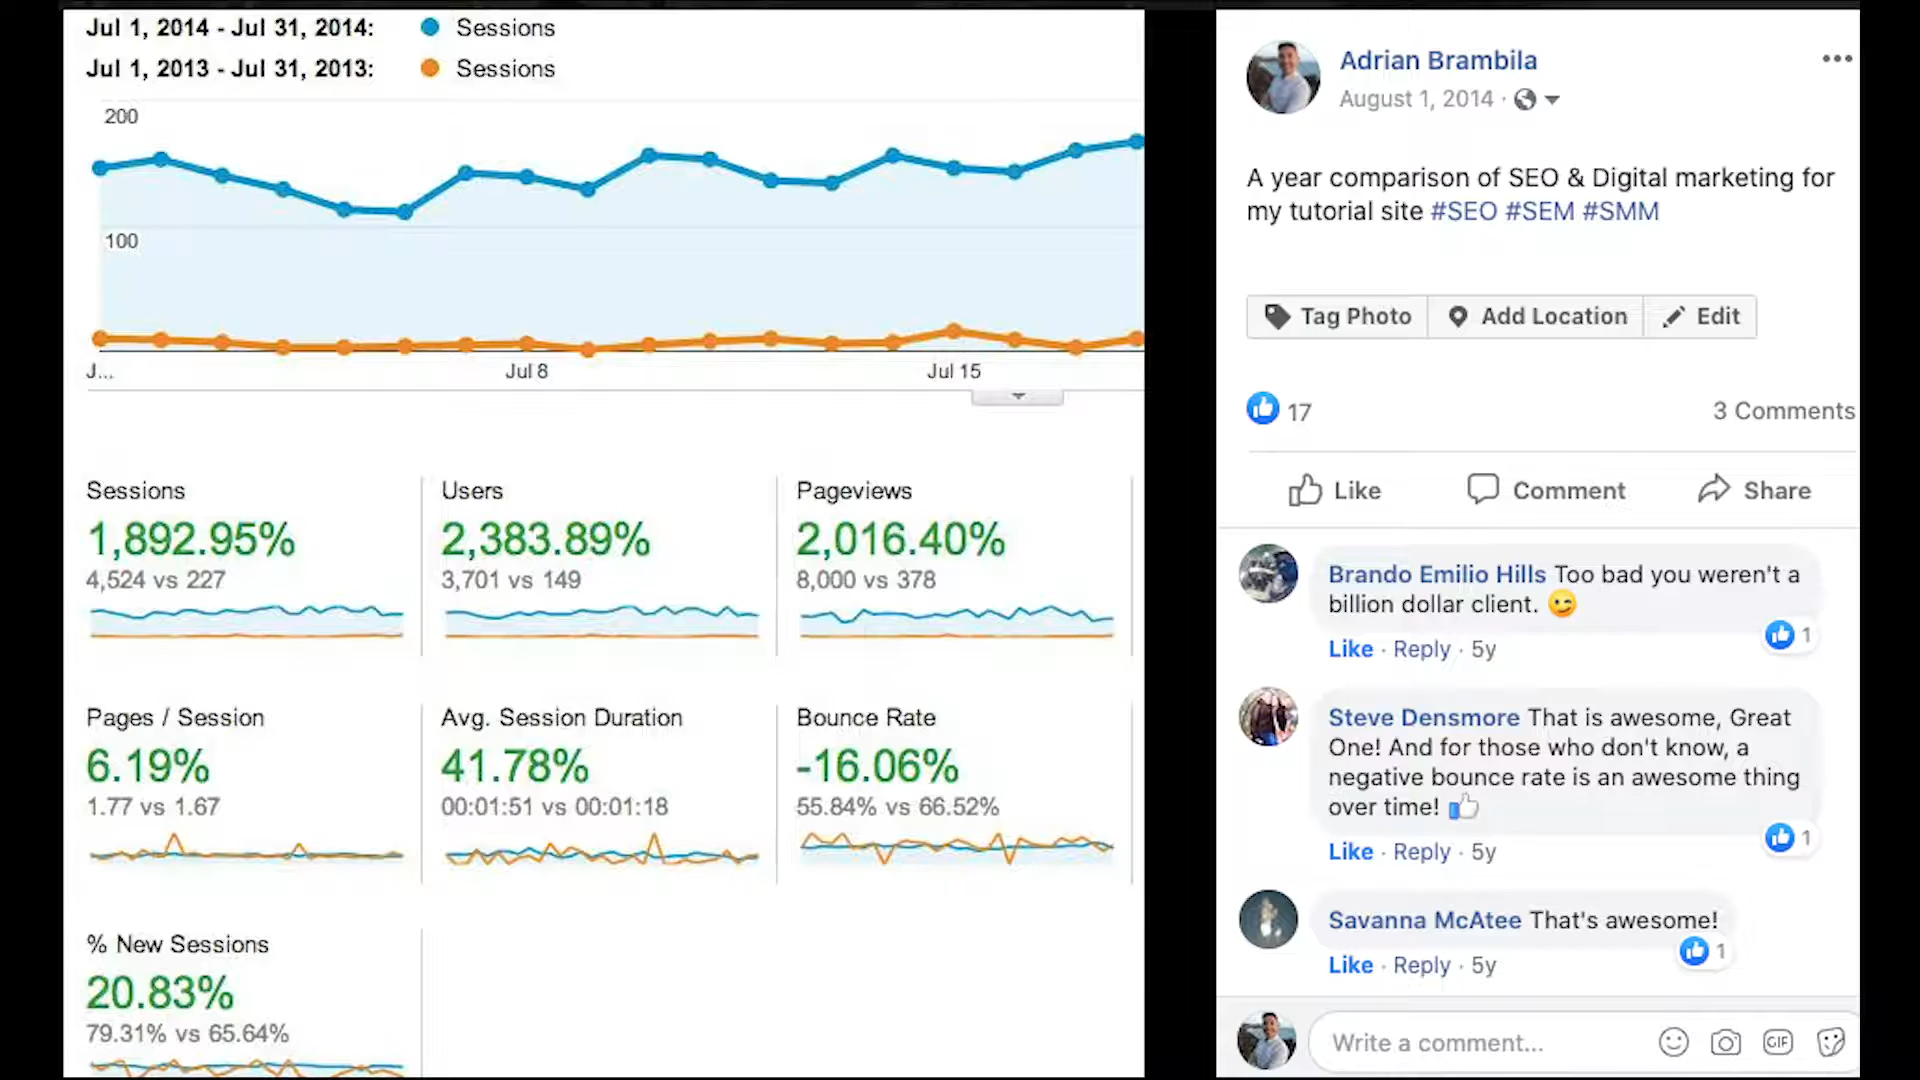 Jul 1, 2014 - Jul 31, 2014: Sessions
Jul 1, 2013 - Jul 31, 2013: Sessions
200
100
J... Jul 8 Jul 15
Sessions
1,892.95%
4,524 vs 227
Users
2,383.89%
3,701 vs 149
Pageviews
2,016.40%
8,000 vs 378
Pages / Session
6.19%
1.77 vs 1.67
Avg. Session Duration
41.78%
00:01:51 vs 00:01:18
Bounce Rate
-16.06%
55.84% vs 66.52%
% New Sessions
20.83%
79.31% vs 65.64%
Adrian Brambila
August 1, 2014 ·
A year comparison of SEO & Digital marketing for
my tutorial site #SEO #SEM #SMM
Tag Photo Add Location Edit
17 3 Comments
Like Comment Share
Brando Emilio Hills Too bad you weren't a
billion dollar client. 😉
1
Like · Reply · 5y
Steve Densmore That is awesome, Great
One! And for those who don't know, a
negative bounce rate is an awesome thing
over time! 👍
1
Like · Reply · 5y
Savanna McAtee That's awesome!
1
Like · Reply · 5y
Write a comment... GIF